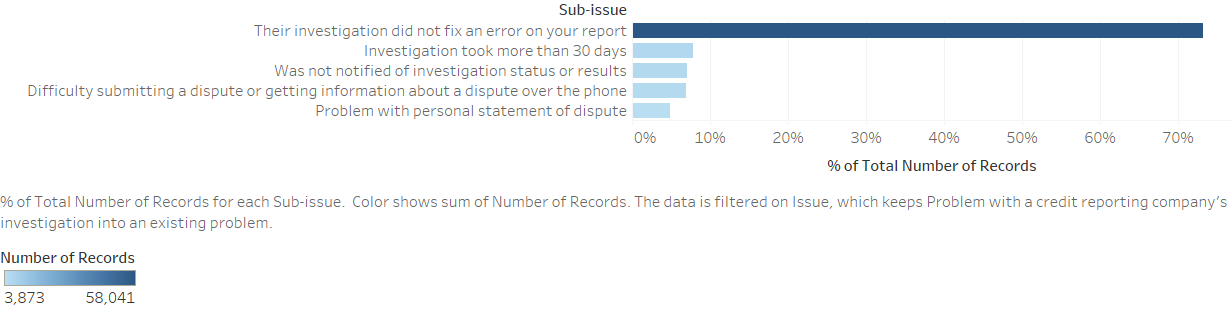 Sub-issue
Their investigation did not fix an error on your report
Investigation took more than 30 days
Was not notified of investigation status or results
Difficulty submitting a dispute or getting information about a dispute over the phone
Problem with personal statement of dispute
0% 10% 20% 30% 40% 50% 60% 70%
% of Total Number of Records
% of Total Number of Records for each Sub-issue. Color shows sum of Number of Records. The data is filtered on Issue, which keeps Problem with a credit reporting company's
investigation into an existing problem.
Number of Records
3,873 58,041